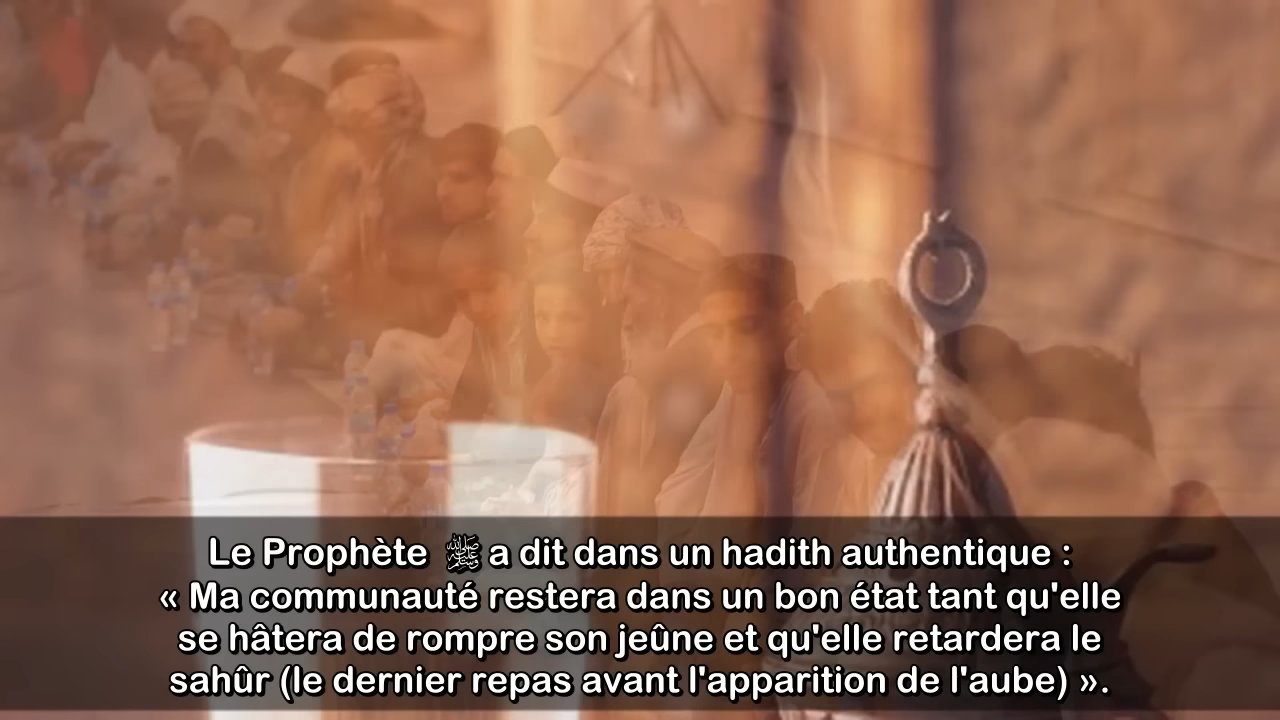 Le Prophète ﷺ a dit dans un hadith authentique :
« Ma communauté restera dans un bon état tant qu'elle
se hâtera de rompre son jeûne et qu'elle retardera le
sahûr (le dernier repas avant l'apparition de l'aube) ».